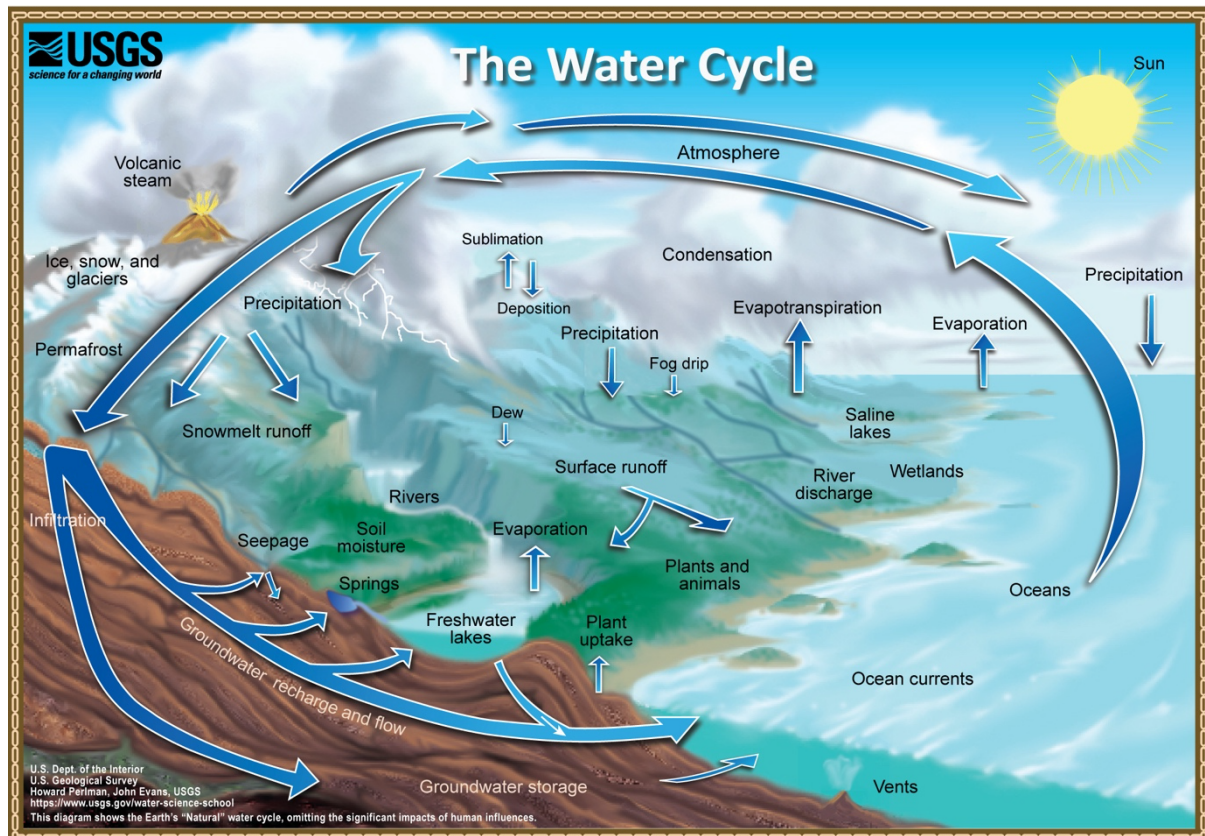 USGS
science for a changing world
The Water Cycle
Sun
Volcanic
steam
Atmosphere
Ice, snow, and
glaciers
Sublimation
Condensation
Precipitation
Precipitation
Deposition
Evapotranspiration
Evaporation
Precipitation
Permafrost
Fog drip
Snowmelt runoff
Dew
Saline
lakes
Surface runoff
River
discharge
Wetlands
Rivers
Infiltration
Seepage
Soil
moisture
Evaporation
Plants and
animals
Springs
Oceans
Freshwater
lakes
Plant
uptake
Groundwater recharge and flow
Ocean currents
Groundwater storage
Vents
U.S. Dept. of the Interior
U.S. Geological Survey
Howard Perlman, John Evans, USGS
https://www.usgs.gov/water-science-school
This diagram shows the Earth's "Natural" water cycle, omitting the significant impacts of human influences.